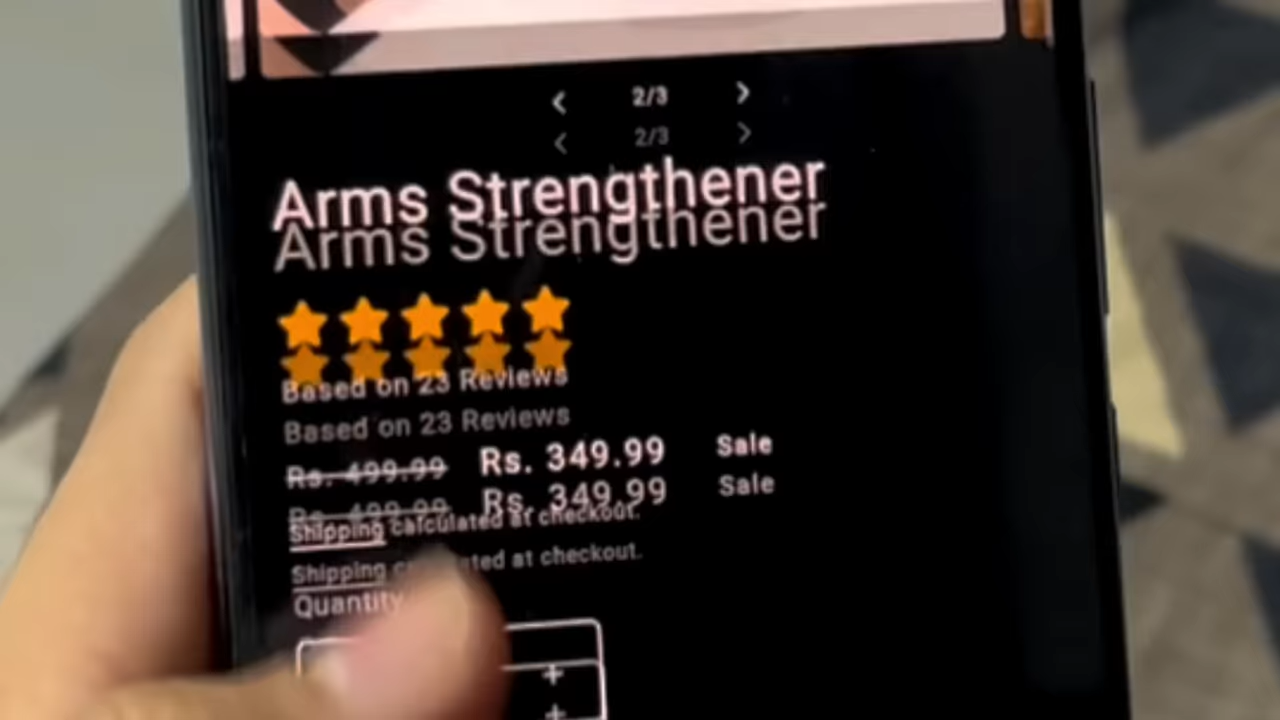 < 2/3 >
Arms Strengthener
Based on 23 Reviews
Rs. 499.99 Rs. 349.99 Sale
Shipping calculated at checkout.
Quantity
+